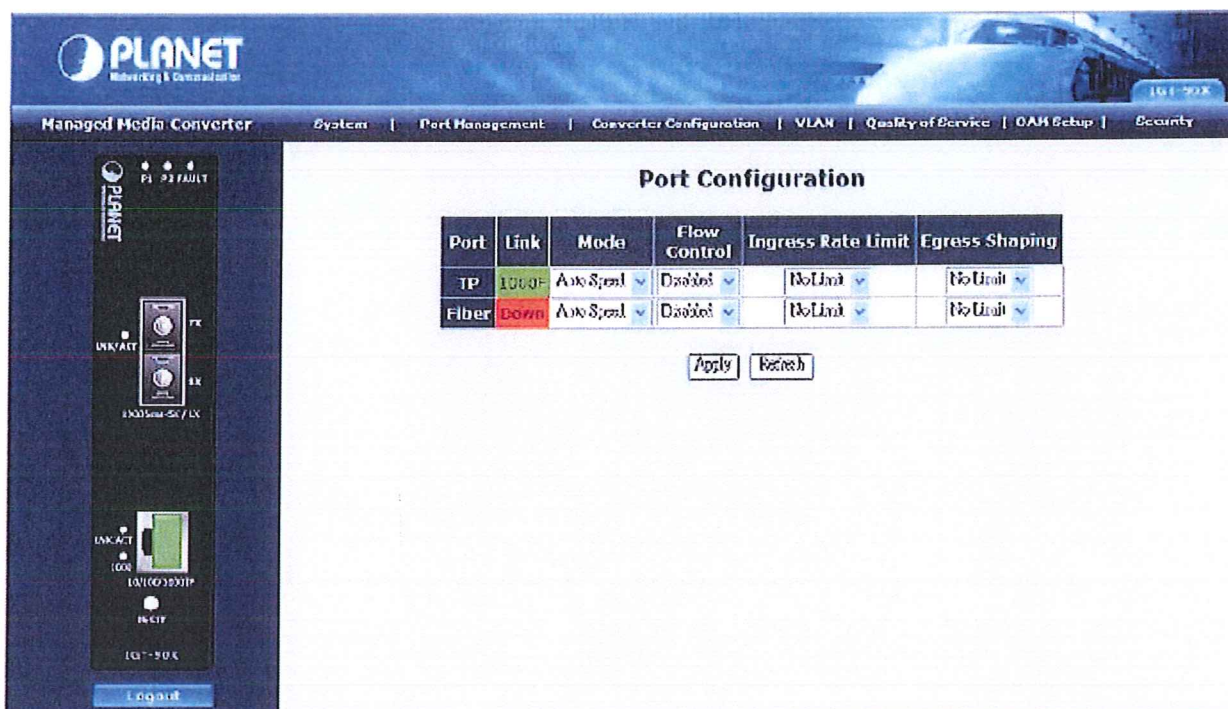 PLANET
Networking & Communication
Managed Media Converter
System | Port Management | Converter Configuration | VLAN | Quality of Service | OAM Setup | Security
PLANET
P1 P2 FAULT
TX
LNK/ACT
RX
LNK/ACT
1000
10/100/1000TP
Logout
Port Configuration
Port Link Mode Flow Control Ingress Rate Limit Egress Shaping
TP 1000F Auto Speed Disabled No Limit No Limit
Fiber Down Auto Speed Disabled No Limit No Limit
Apply Refresh